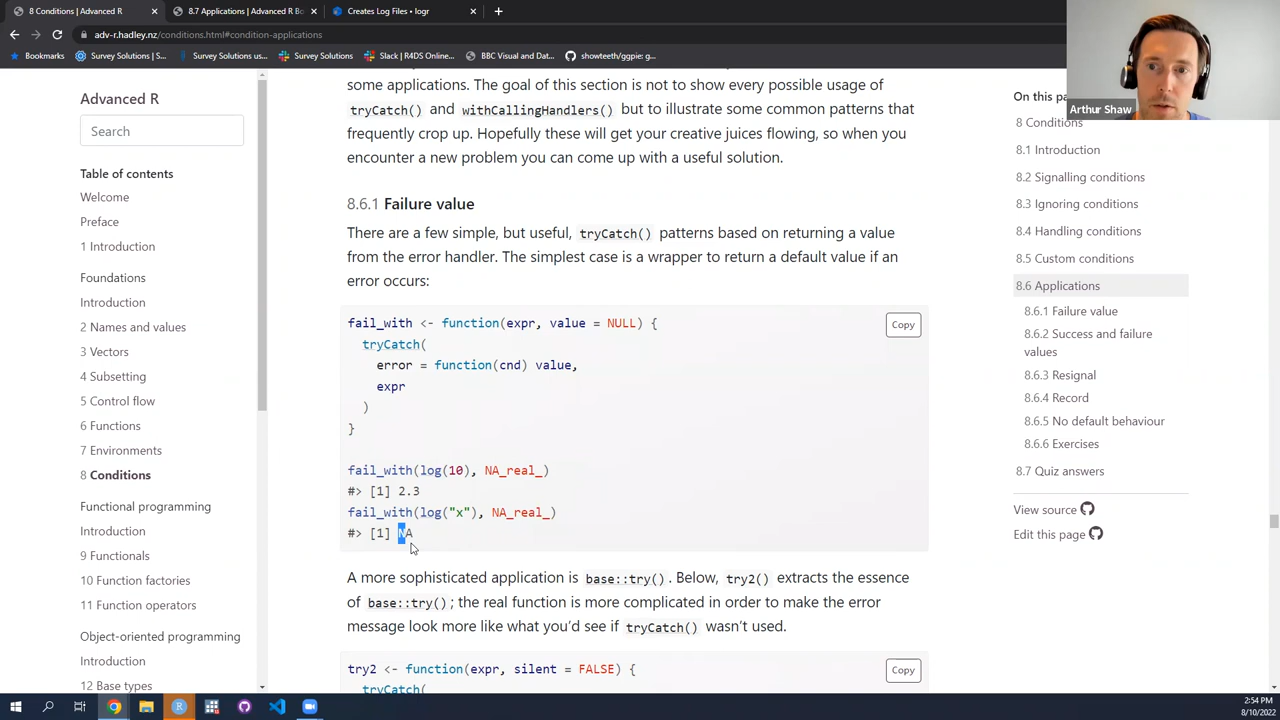 8 Conditions | Advanced R
8.7 Applications | Advanced R Bo
Creates Log Files • logr
adv-r.hadley.nz/conditions.html#condition-applications
Bookmarks
Survey Solutions | S...
Survey Solutions us...
Survey Solutions
Slack | R4DS Online...
BBC Visual and Dat...
showteeth/ggpie: g...
Arthur Shaw
Advanced R
Search
Table of contents
Welcome
Preface
1 Introduction
Foundations
Introduction
2 Names and values
3 Vectors
4 Subsetting
5 Control flow
6 Functions
7 Environments
8 Conditions
Functional programming
Introduction
9 Functionals
10 Function factories
11 Function operators
Object-oriented programming
Introduction
12 Base types
some applications. The goal of this section is not to show every possible usage of
tryCatch() and withCallingHandlers() but to illustrate some common patterns that
frequently crop up. Hopefully these will get your creative juices flowing, so when you
encounter a new problem you can come up with a useful solution.
8.6.1 Failure value
There are a few simple, but useful, tryCatch() patterns based on returning a value
from the error handler. The simplest case is a wrapper to return a default value if an
error occurs:
fail_with <- function(expr, value = NULL) {
tryCatch(
error = function(cnd) value,
expr
)
}
fail_with(log(10), NA_real_)
#> [1] 2.3
fail_with(log("x"), NA_real_)
#> [1] NA
Copy
A more sophisticated application is base::try(). Below, try2() extracts the essence
of base::try(); the real function is more complicated in order to make the error
message look more like what you'd see if tryCatch() wasn't used.
try2 <- function(expr, silent = FALSE) {
tryCatch(
Copy
On this pa
8 Conditions
8.1 Introduction
8.2 Signalling conditions
8.3 Ignoring conditions
8.4 Handling conditions
8.5 Custom conditions
8.6 Applications
8.6.1 Failure value
8.6.2 Success and failure
values
8.6.3 Resignal
8.6.4 Record
8.6.5 No default behaviour
8.6.6 Exercises
8.7 Quiz answers
View source
Edit this page
2:54 PM
8/10/2022